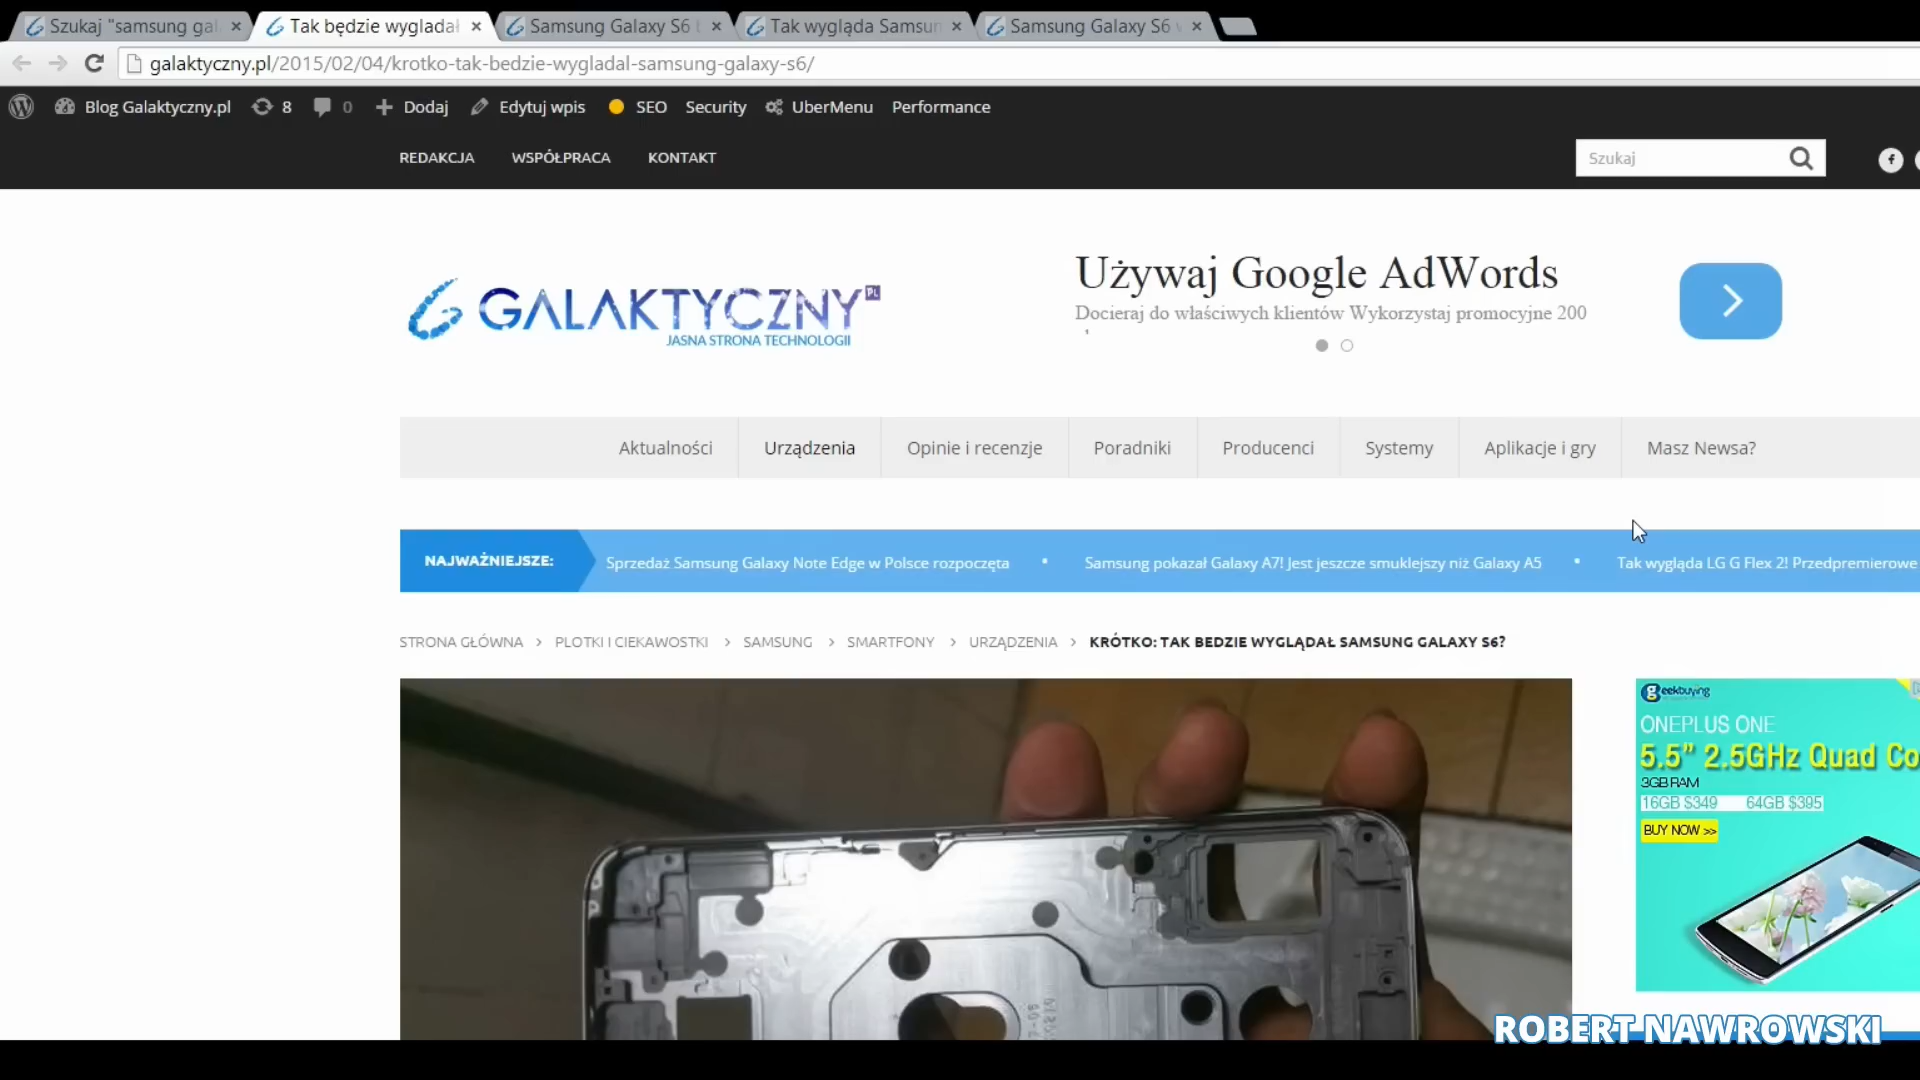 Szukaj "samsung gal
Tak będzie wygladał
Samsung Galaxy S6
Tak wygląda Samsun
Samsung Galaxy S6
galaktyczny.pl/2015/02/04/krotko-tak-bedzie-wygladal-samsung-galaxy-s6/
Blog Galaktyczny.pl 8 0 Dodaj Edytuj wpis SEO Security UberMenu Performance
REDAKCJA WSPÓŁPRACA KONTAKT
Szukaj
GALAKTYCZNY PL
JASNA STRONA TECHNOLOGII
Używaj Google AdWords
Docieraj do właściwych klientów Wykorzystaj promocyjne 200
Aktualności Urządzenia Opinie i recenzje Poradniki Producenci Systemy Aplikacje i gry Masz Newsa?
NAJWAŻNIEJSZE: Sprzedaż Samsung Galaxy Note Edge w Polsce rozpoczęta • Samsung pokazał Galaxy A7! Jest jeszcze smuklejszy niż Galaxy A5 • Tak wygląda LG G Flex 2! Przedpremierowe
STRONA GŁÓWNA > PLOTKI I CIEKAWOSTKI > SAMSUNG > SMARTFONY > URZĄDZENIA > KRÓTKO: TAK BEDZIE WYGLĄDAŁ SAMSUNG GALAXY S6?
geekbuying
ONEPLUS ONE
5.5" 2.5GHz Quad Co
3GB RAM
16GB $349 64GB $395
BUY NOW >>
ROBERT NAWROWSKI